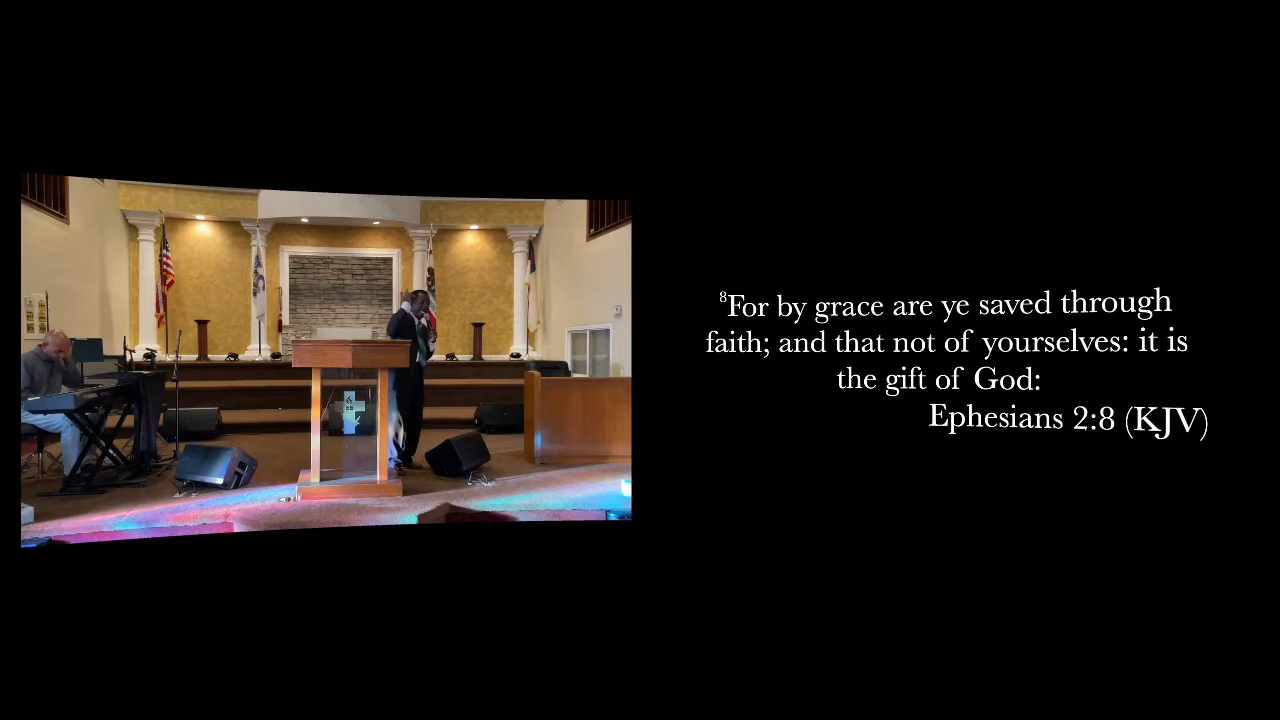 ⁸For by grace are ye saved through
faith; and that not of yourselves: it is
the gift of God:
Ephesians 2:8 (KJV)